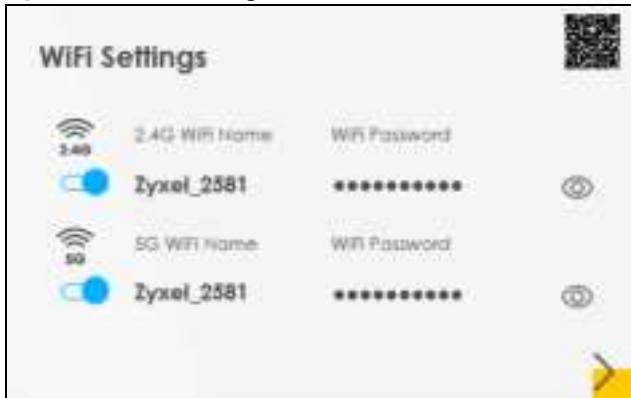 WiFi Settings
2.4G 2.4G WiFi Name WiFi Password
Zyxel_2581 ●●●●●●●●●●
5G 5G WiFi Name WiFi Password
Zyxel_2581 ●●●●●●●●●●